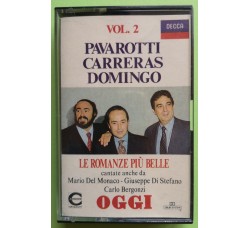 VOL. 2
DECCA
PAVAROTTI
CARRERAS
DOMINGO
LE ROMANZE PIÙ BELLE
cantate anche da
Mario Del Monaco - Giuseppe Di Stefano
Carlo Bergonzi
OGGI